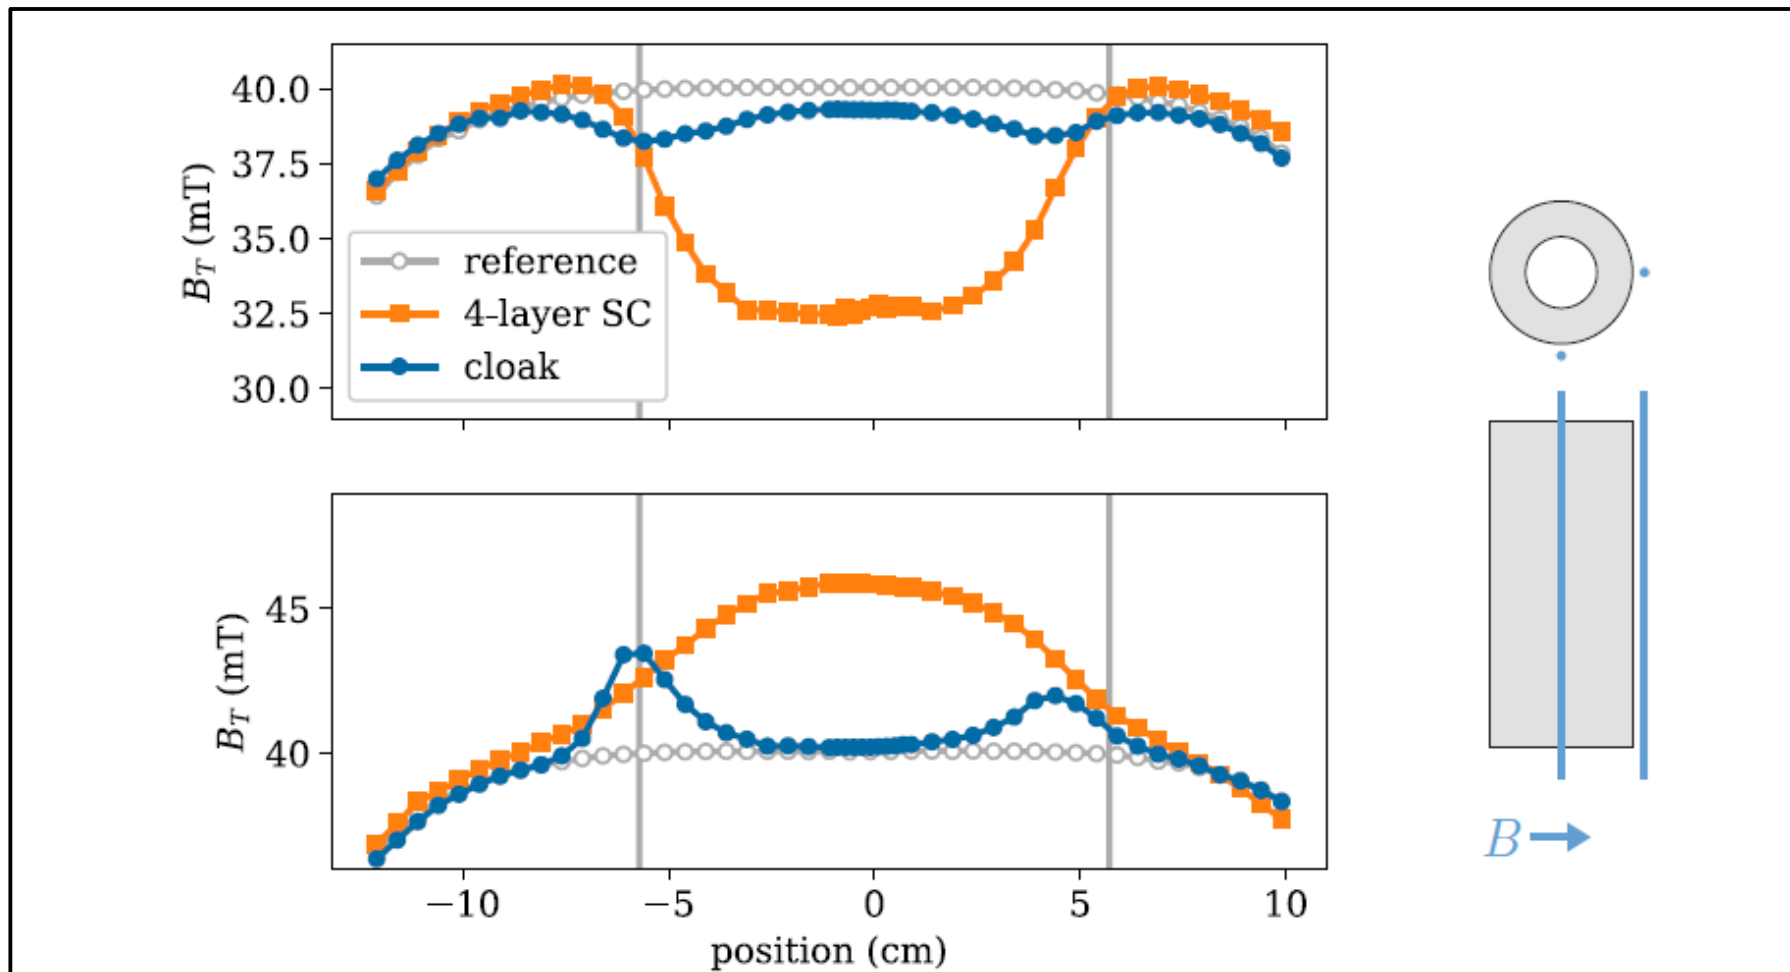 40.0
37.5
35.0
32.5
30.0
B_T (mT)
reference
4-layer SC
cloak
45
40
B_T (mT)
−10 −5 0 5 10
position (cm)
B